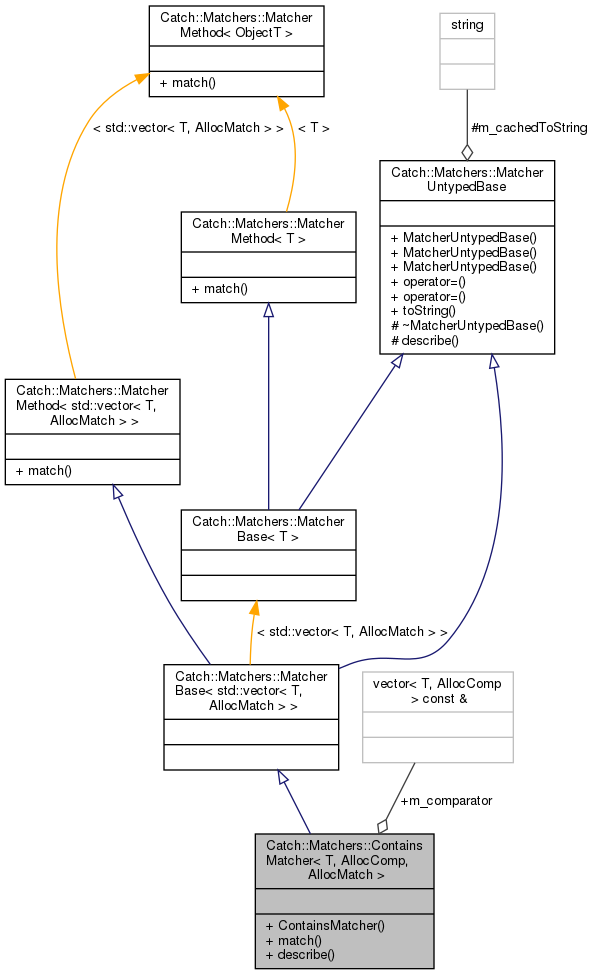 Catch::Matchers::Matcher
Method< ObjectT >
+ match()
string
#m_cachedToString
< std::vector< T, AllocMatch > >
< T >
Catch::Matchers::Matcher
UntypedBase
+ MatcherUntypedBase()
+ MatcherUntypedBase()
+ MatcherUntypedBase()
+ operator=()
+ operator=()
+ toString()
# ~MatcherUntypedBase()
# describe()
Catch::Matchers::Matcher
Method< T >
+ match()
Catch::Matchers::Matcher
Method< std::vector< T,
AllocMatch > >
+ match()
Catch::Matchers::Matcher
Base< T >
< std::vector< T, AllocMatch > >
Catch::Matchers::Matcher
Base< std::vector< T,
AllocMatch > >
vector< T, AllocComp
> const &
+m_comparator
Catch::Matchers::Contains
Matcher< T, AllocComp,
AllocMatch >
+ ContainsMatcher()
+ match()
+ describe()